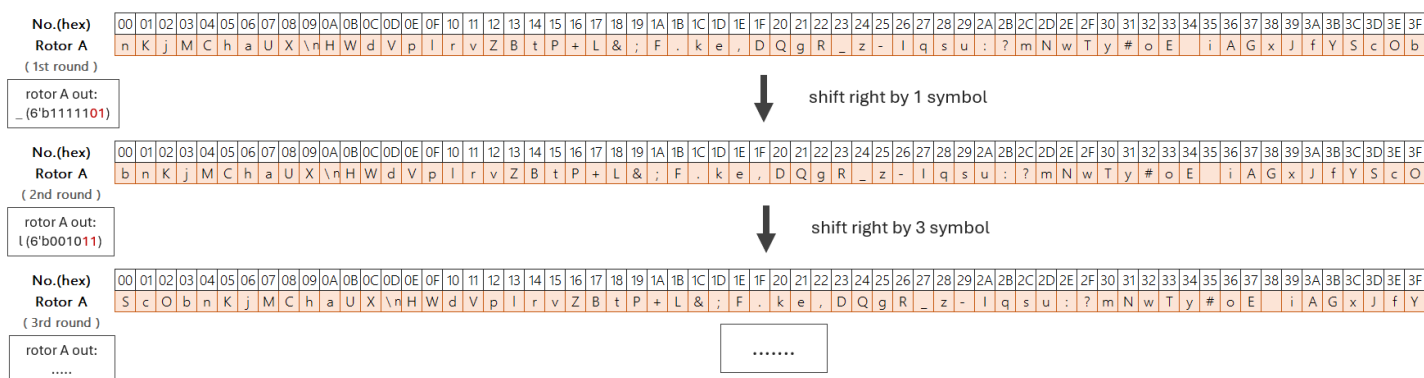 No.(hex) 00 01 02 03 04 05 06 07 08 09 0A 0B 0C 0D 0E 0F 10 11 12 13 14 15 16 17 18 19 1A 1B 1C 1D 1E 1F 20 21 22 23 24 25 26 27 28 29 2A 2B 2C 2D 2E 2F 30 31 32 33 34 35 36 37 38 39 3A 3B 3C 3D 3E 3F
Rotor A n K j M C h a U X \n H W d V p l r v Z B t P + L & ; F . k e , D Q g R _ z - I q s u : ? m N w T y # o E i A G x J f Y S c O b
(1st round)
rotor A out:
_ (6'b111101)
shift right by 1 symbol
No.(hex) 00 01 02 03 04 05 06 07 08 09 0A 0B 0C 0D 0E 0F 10 11 12 13 14 15 16 17 18 19 1A 1B 1C 1D 1E 1F 20 21 22 23 24 25 26 27 28 29 2A 2B 2C 2D 2E 2F 30 31 32 33 34 35 36 37 38 39 3A 3B 3C 3D 3E 3F
Rotor A b n K j M C h a U X \n H W d V p l r v Z B t P + L & ; F . k e , D Q g R _ z - I q s u : ? m N w T y # o E i A G x J f Y S c O
(2nd round)
rotor A out:
l (6'b001011)
shift right by 3 symbol
No.(hex) 00 01 02 03 04 05 06 07 08 09 0A 0B 0C 0D 0E 0F 10 11 12 13 14 15 16 17 18 19 1A 1B 1C 1D 1E 1F 20 21 22 23 24 25 26 27 28 29 2A 2B 2C 2D 2E 2F 30 31 32 33 34 35 36 37 38 39 3A 3B 3C 3D 3E 3F
Rotor A S c O b n K j M C h a U X \n H W d V p l r v Z B t P + L & ; F . k e , D Q g R _ z - I q s u : ? m N w T y # o E i A G x J f Y
(3rd round)
rotor A out:
.....
.......